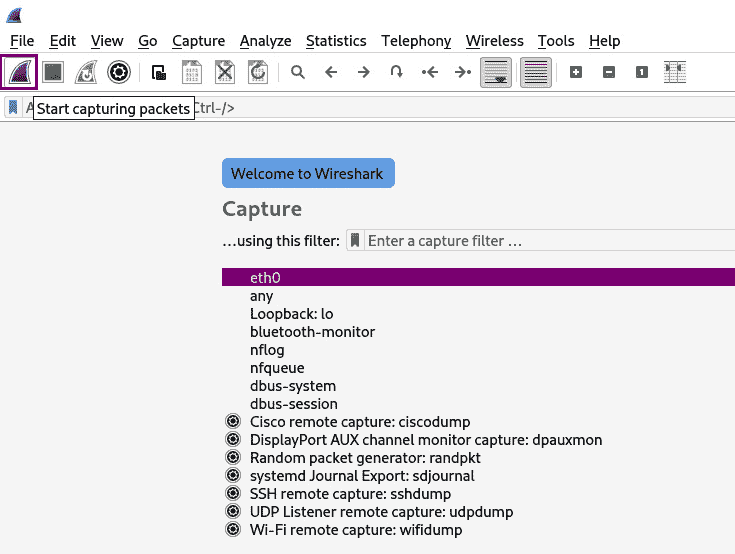 File Edit View Go Capture Analyze Statistics Telephony Wireless Tools Help
A
Start capturing packets
Ctrl-/>
Welcome to Wireshark
Capture
...using this filter: Enter a capture filter ...
eth0
any
Loopback: lo
bluetooth-monitor
nflog
nfqueue
dbus-system
dbus-session
Cisco remote capture: ciscodump
DisplayPort AUX channel monitor capture: dpauxmon
Random packet generator: randpkt
systemd Journal Export: sdjournal
SSH remote capture: sshdump
UDP Listener remote capture: udpdump
Wi-Fi remote capture: wifidump